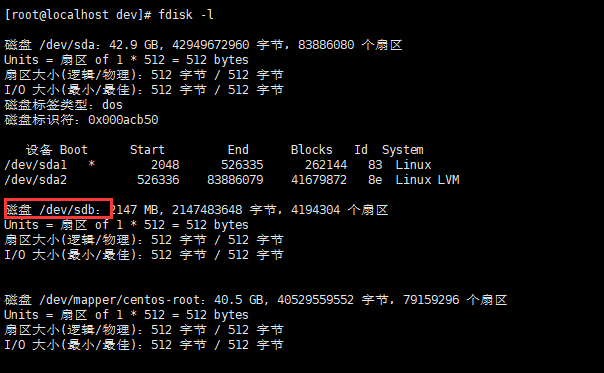 [root@localhost dev]# fdisk -l
磁盘 /dev/sda：42.9 GB, 42949672960 字节，83886080 个扇区
Units = 扇区 of 1 * 512 = 512 bytes
扇区大小(逻辑/物理)：512 字节 / 512 字节
I/O 大小(最小/最佳)：512 字节 / 512 字节
磁盘标签类型：dos
磁盘标识符：0x000acb50
设备 Boot      Start         End      Blocks   Id  System
/dev/sda1   *        2048      526335      262144   83  Linux
/dev/sda2          526336    83886079    41679872   8e  Linux LVM
磁盘 /dev/sdb：2147 MB, 2147483648 字节，4194304 个扇区
Units = 扇区 of 1 * 512 = 512 bytes
扇区大小(逻辑/物理)：512 字节 / 512 字节
I/O 大小(最小/最佳)：512 字节 / 512 字节
磁盘 /dev/mapper/centos-root：40.5 GB, 40529559552 字节，79159296 个扇区
Units = 扇区 of 1 * 512 = 512 bytes
扇区大小(逻辑/物理)：512 字节 / 512 字节
I/O 大小(最小/最佳)：512 字节 / 512 字节